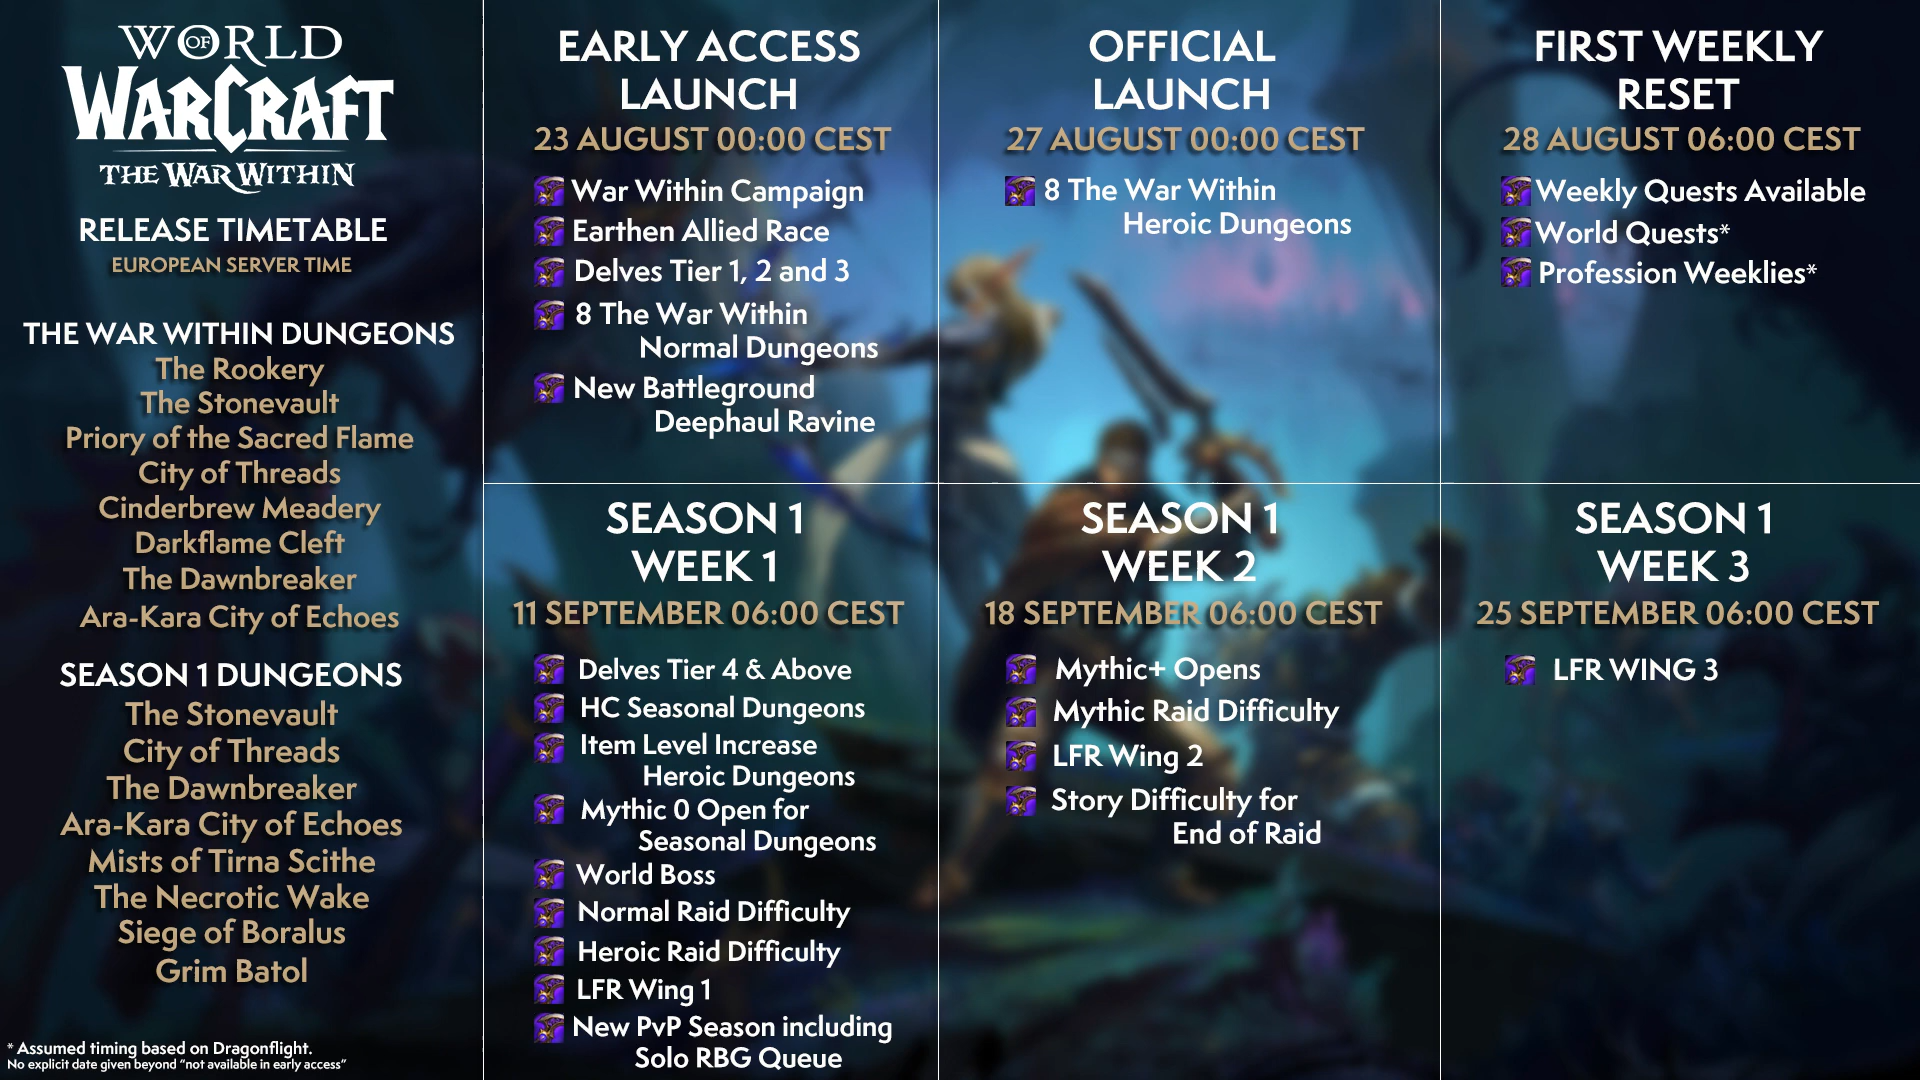 WORLD OF
WARCRAFT
THE WAR WITHIN
RELEASE TIMETABLE
EUROPEAN SERVER TIME
THE WAR WITHIN DUNGEONS
The Rookery
The Stonevault
Priory of the Sacred Flame
City of Threads
Cinderbrew Meadery
Darkflame Cleft
The Dawnbreaker
Ara-Kara City of Echoes
SEASON 1 DUNGEONS
The Stonevault
City of Threads
The Dawnbreaker
Ara-Kara City of Echoes
Mists of Tirna Scithe
The Necrotic Wake
Siege of Boralus
Grim Batol
* Assumed timing based on Dragonflight.
No explicit date given beyond "not available in early access"
EARLY ACCESS
LAUNCH
23 AUGUST 00:00 CEST
War Within Campaign
Earthen Allied Race
Delves Tier 1, 2 and 3
8 The War Within
Normal Dungeons
New Battleground
Deephaul Ravine
OFFICIAL
LAUNCH
27 AUGUST 00:00 CEST
8 The War Within
Heroic Dungeons
FIRST WEEKLY
RESET
28 AUGUST 06:00 CEST
Weekly Quests Available
World Quests*
Profession Weeklies*
SEASON 1
WEEK 1
11 SEPTEMBER 06:00 CEST
Delves Tier 4 & Above
HC Seasonal Dungeons
Item Level Increase
Heroic Dungeons
Mythic 0 Open for
Seasonal Dungeons
World Boss
Normal Raid Difficulty
Heroic Raid Difficulty
LFR Wing 1
New PvP Season including
Solo RBG Queue
SEASON 1
WEEK 2
18 SEPTEMBER 06:00 CEST
Mythic+ Opens
Mythic Raid Difficulty
LFR Wing 2
Story Difficulty for
End of Raid
SEASON 1
WEEK 3
25 SEPTEMBER 06:00 CEST
LFR WING 3